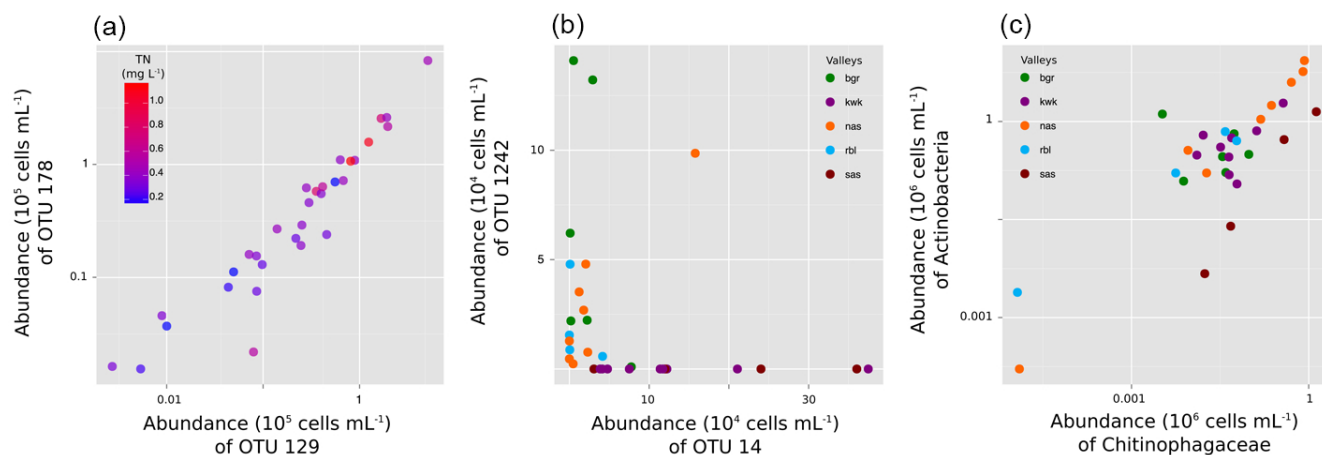 (a)
TN
(mg L⁻¹)
1.0
0.8
0.6
0.4
0.2
1
0.1
0.01
1
Abundance (10⁵ cells mL⁻¹)
of OTU 178
Abundance (10⁵ cells mL⁻¹)
of OTU 129
(b)
Valleys
bgr
kwk
nas
rbl
sas
10
5
10
30
Abundance (10⁴ cells mL⁻¹)
of OTU 1242
Abundance (10⁴ cells mL⁻¹)
of OTU 14
(c)
Valleys
bgr
kwk
nas
rbl
sas
1
0.001
0.001
1
Abundance (10⁶ cells mL⁻¹)
of Actinobacteria
Abundance (10⁶ cells mL⁻¹)
of Chitinophagaceae